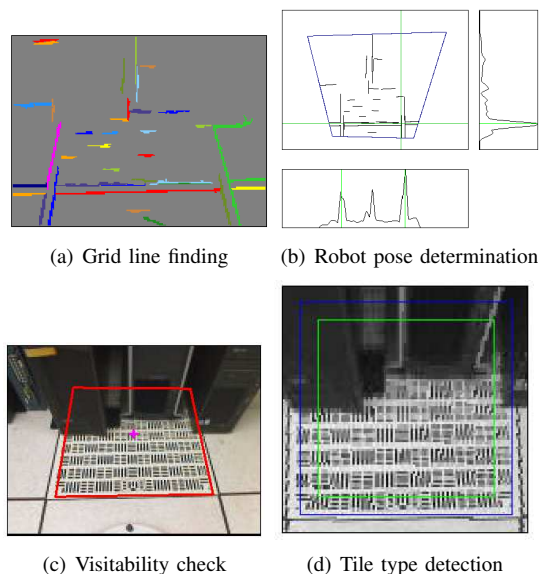 (a) Grid line finding
(b) Robot pose determination
(c) Visitability check
(d) Tile type detection